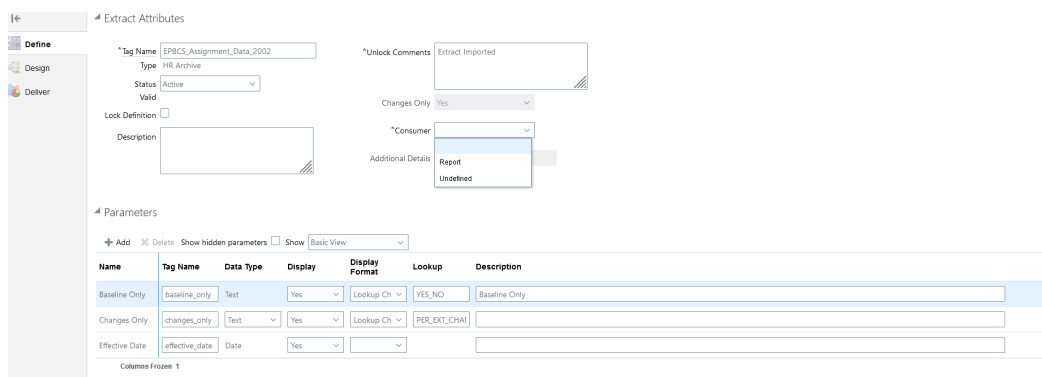 Extract Attributes
Define
Design
Deliver
*Tag Name EPBCS_Assignment_Data_2002
Type HR Archive
Status Active
Valid
Lock Definition
Description
*Unlock Comments Extract Imported
Changes Only Yes
*Consumer
Additional Details
Report
Undefined
Parameters
Add Delete Show hidden parameters Show Basic View
Name Tag Name Data Type Display Display Format Lookup Description
Baseline Only baseline_only Text Yes Lookup Ch YES_NO Baseline Only
Changes Only changes_only Text Yes Lookup Ch PER_EXT_CHAI
Effective Date effective_date Date Yes
Columns Frozen 1